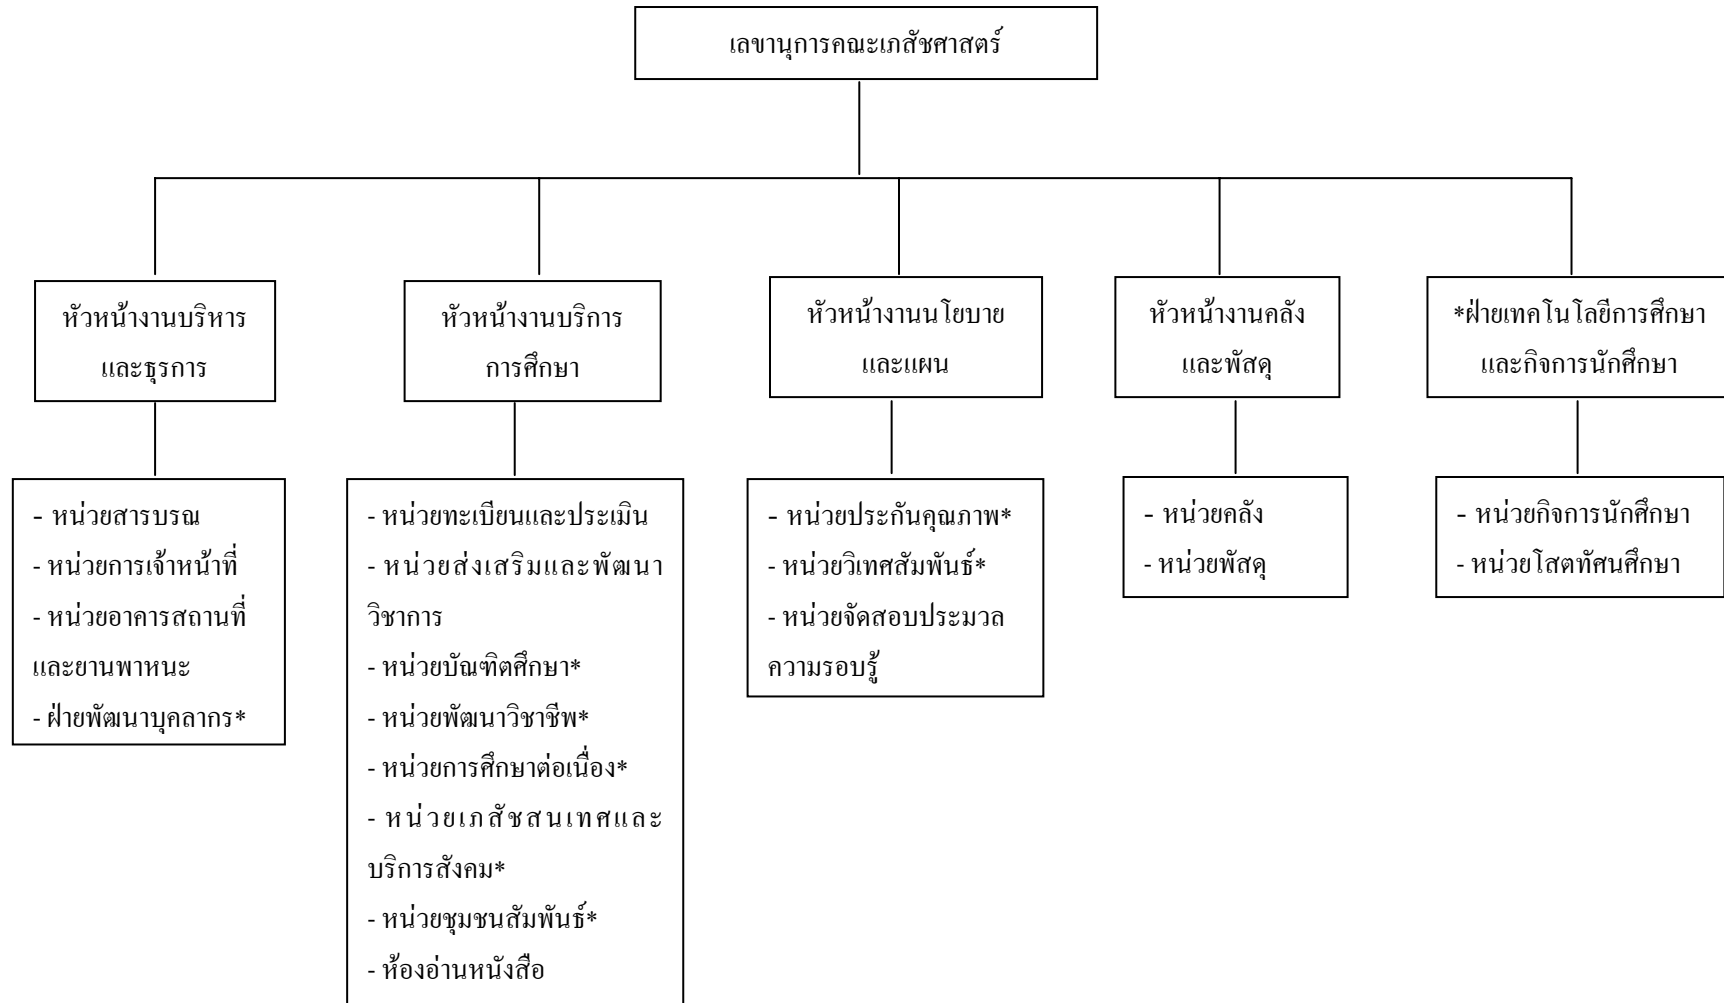 เลขานุการคณะเภสัชศาสตร์
หัวหน้างานบริหาร
และธุรการ
หัวหน้างานบริการ
การศึกษา
หัวหน้างานนโยบาย
และแผน
หัวหน้างานคลัง
และพัสดุ
*ฝ่ายเทคโนโลยีการศึกษา
และกิจการนักศึกษา
- หน่วยสารบรณ
- หน่วยการเจ้าหน้าที่
- หน่วยอาคารสถานที่
และยานพาหนะ
- ฝ่ายพัฒนาบุคลากร*
- หน่วยทะเบียนและประเมิน
- หน่วยส่งเสริมและพัฒนา
วิชาการ
- หน่วยบัณฑิตศึกษา*
- หน่วยพัฒนาวิชาชีพ*
- หน่วยการศึกษาต่อเนื่อง*
- หน่วยเภสัชสนเทศและ
บริการสังคม*
- หน่วยชุมชนสัมพันธ์*
- ห้องอ่านหนังสือ
- หน่วยประกันคุณภาพ*
- หน่วยวิเทศสัมพันธ์*
- หน่วยจัดสอบประมวล
ความรอบรู้
- หน่วยคลัง
- หน่วยพัสดุ
- หน่วยกิจการนักศึกษา
- หน่วยโสตทัศนศึกษา